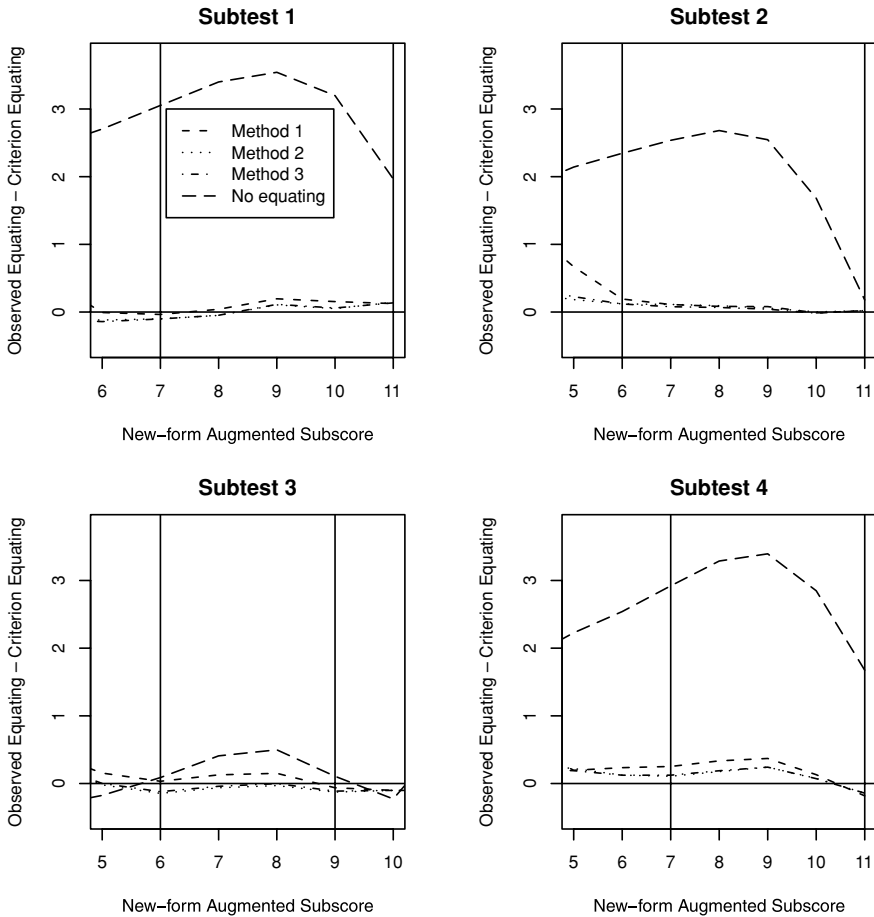 Subtest 1
Observed Equating − Criterion Equating
3
2
1
0
Method 1
Method 2
Method 3
No equating
6 7 8 9 10 11
New−form Augmented Subscore
Subtest 2
Observed Equating − Criterion Equating
3
2
1
0
5 6 7 8 9 10 11
New−form Augmented Subscore
Subtest 3
Observed Equating − Criterion Equating
3
2
1
0
5 6 7 8 9 10
New−form Augmented Subscore
Subtest 4
Observed Equating − Criterion Equating
3
2
1
0
5 6 7 8 9 10 11
New−form Augmented Subscore